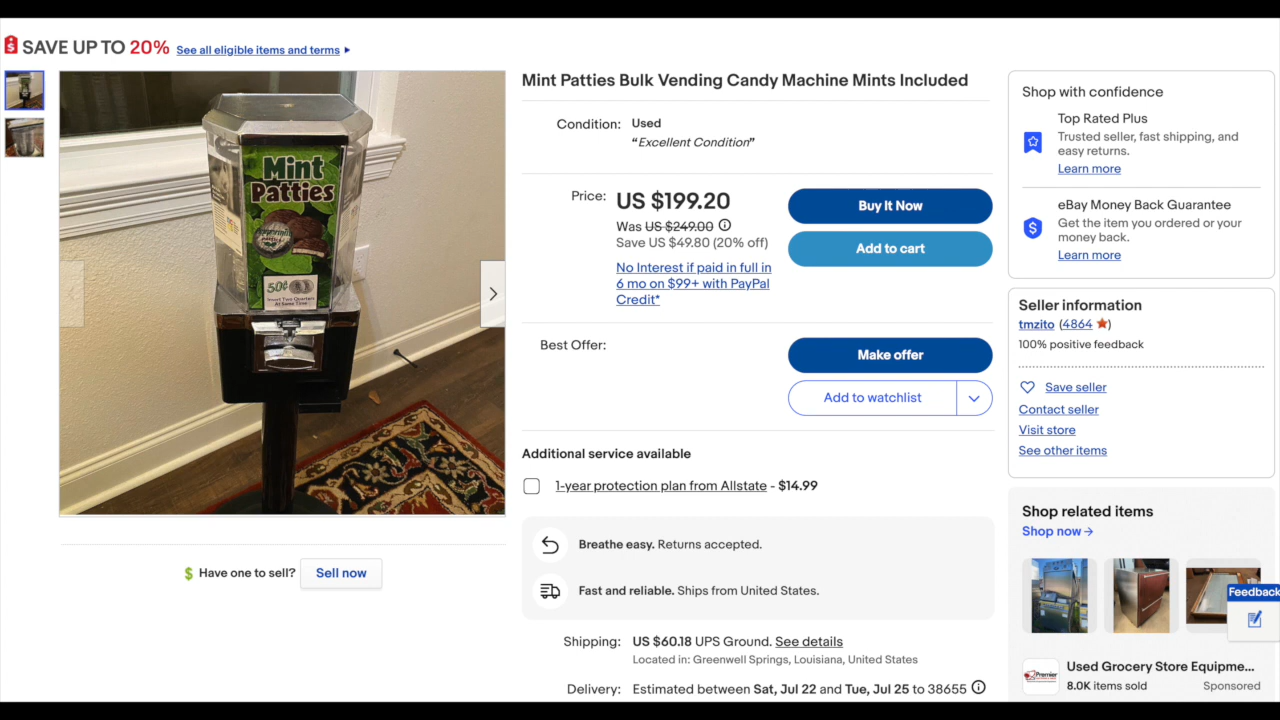 SAVE UP TO 20% See all eligible items and terms
Mint
Patties
50¢
Insert Two Quarters
At Same Time
Have one to sell? Sell now
Mint Patties Bulk Vending Candy Machine Mints Included
Condition: Used
“Excellent Condition”
Price: US $199.20
Was US $249.00
Save US $49.80 (20% off)
No Interest if paid in full in
6 mo on $99+ with PayPal
Credit*
Buy It Now
Add to cart
Best Offer:
Make offer
Add to watchlist
Additional service available
1-year protection plan from Allstate - $14.99
Breathe easy. Returns accepted.
Fast and reliable. Ships from United States.
Shipping: US $60.18 UPS Ground. See details
Located in: Greenwell Springs, Louisiana, United States
Delivery: Estimated between Sat, Jul 22 and Tue, Jul 25 to 38655
Shop with confidence
Top Rated Plus
Trusted seller, fast shipping, and
easy returns.
Learn more
eBay Money Back Guarantee
Get the item you ordered or your
money back.
Learn more
Seller information
tmzito (4864)
100% positive feedback
Save seller
Contact seller
Visit store
See other items
Shop related items
Shop now
Feedback
Premier
Used Grocery Store Equipme...
8.0K items sold Sponsored